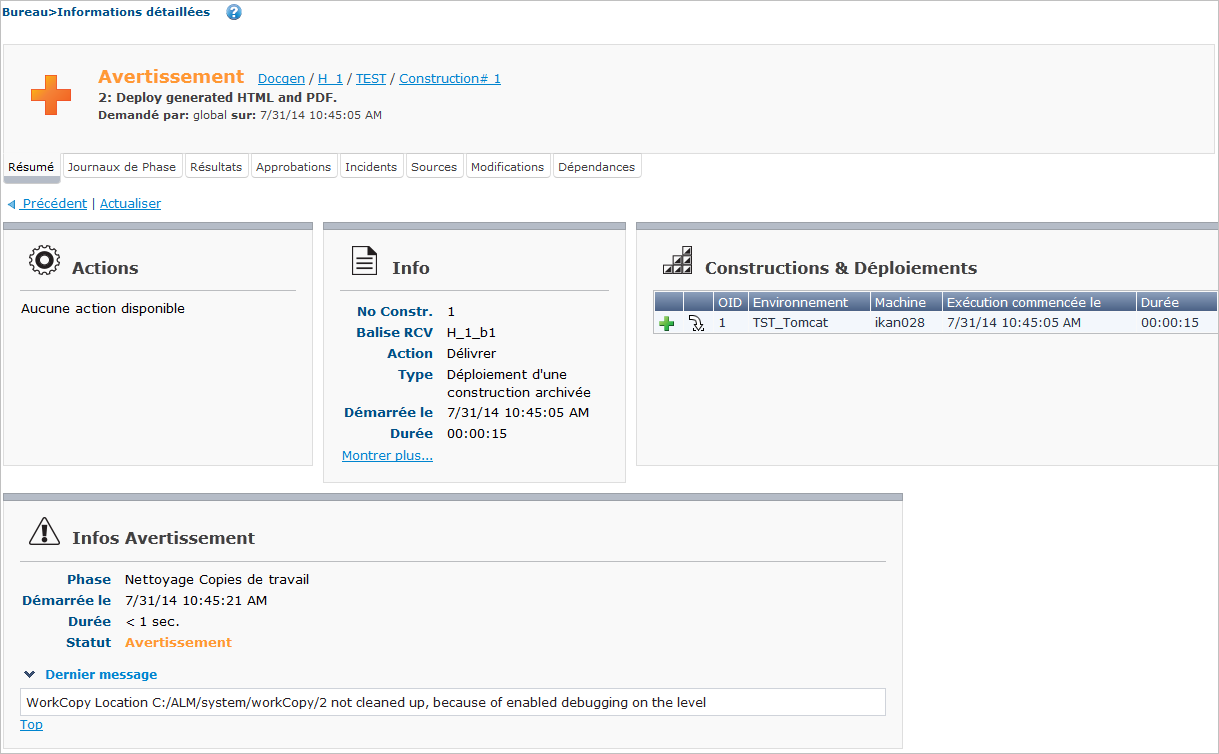 Bureau>Informations détaillées ?
Avertissement Docgen / H_1 / TEST / Construction# 1
2: Deploy generated HTML and PDF.
Demandé par: global sur: 7/31/14 10:45:05 AM
Résumé Journaux de Phase Résultats Approbations Incidents Sources Modifications Dépendances
Précédent | Actualiser
Actions
Aucune action disponible
Info
No Constr. 1
Balise RCV H_1_b1
Action Délivrer
Type Déploiement d'une
construction archivée
Démarrée le 7/31/14 10:45:05 AM
Durée 00:00:15
Montrer plus...
Constructions & Déploiements
OID Environnement Machine Exécution commencée le Durée
1 TST_Tomcat ikan028 7/31/14 10:45:05 AM 00:00:15
Infos Avertissement
Phase Nettoyage Copies de travail
Démarrée le 7/31/14 10:45:21 AM
Durée < 1 sec.
Statut Avertissement
Dernier message
WorkCopy Location C:/ALM/system/workCopy/2 not cleaned up, because of enabled debugging on the level
Top